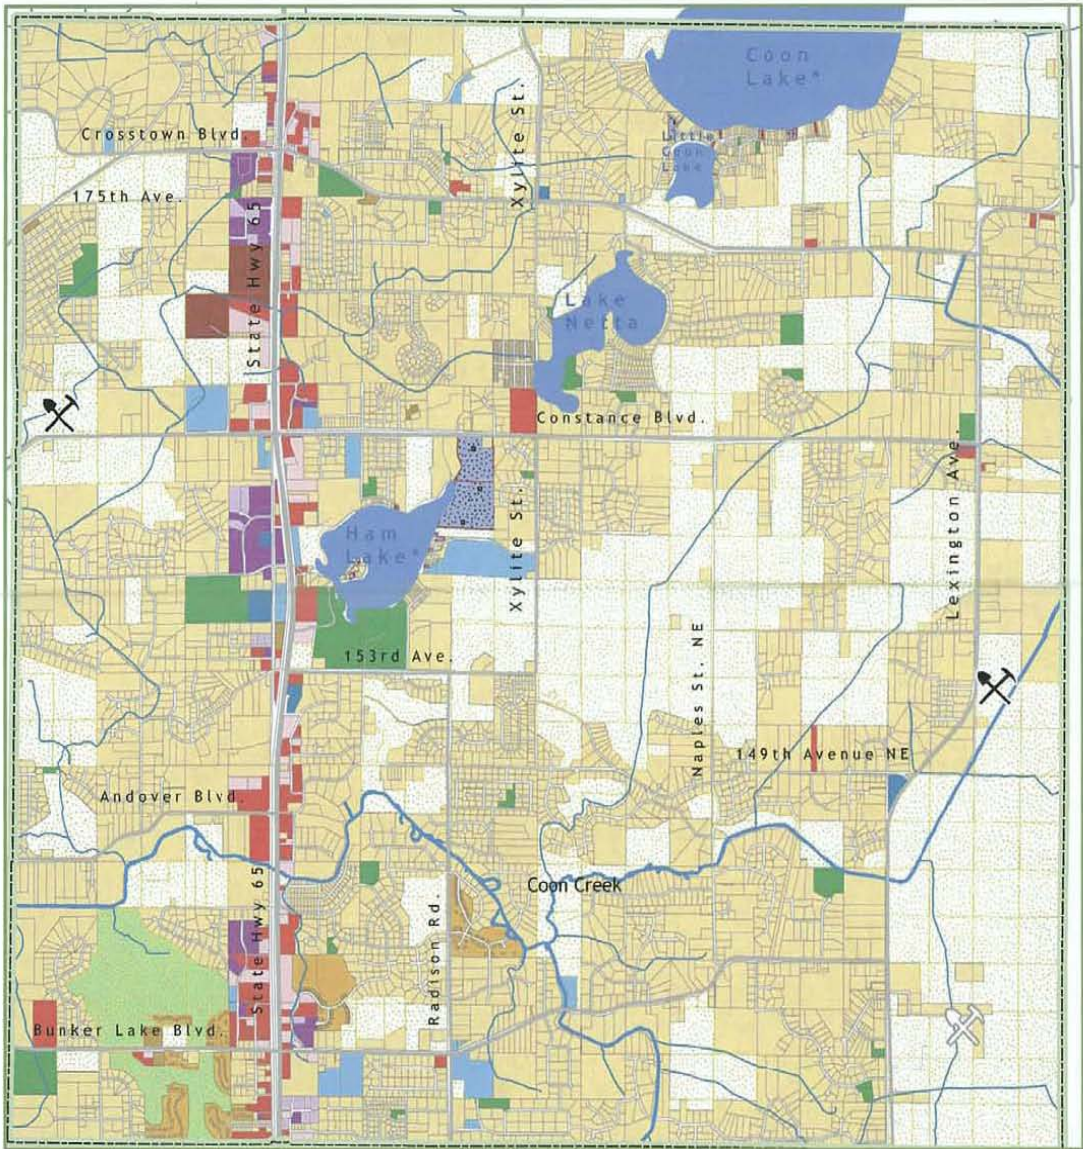 Coon
Lake*
Crosstown Blvd.
Little
Coon
Lake
Xylite St.
175th Ave.
State Hwy 65
Lake
Netta
Constance Blvd.
Lexington Ave.
Ham
Lake*
Xylite St.
153rd Ave.
Naples St. NE
149th Avenue NE
Andover Blvd.
Coon Creek
State Hwy 65
Radison Rd.
Bunker Lake Blvd.